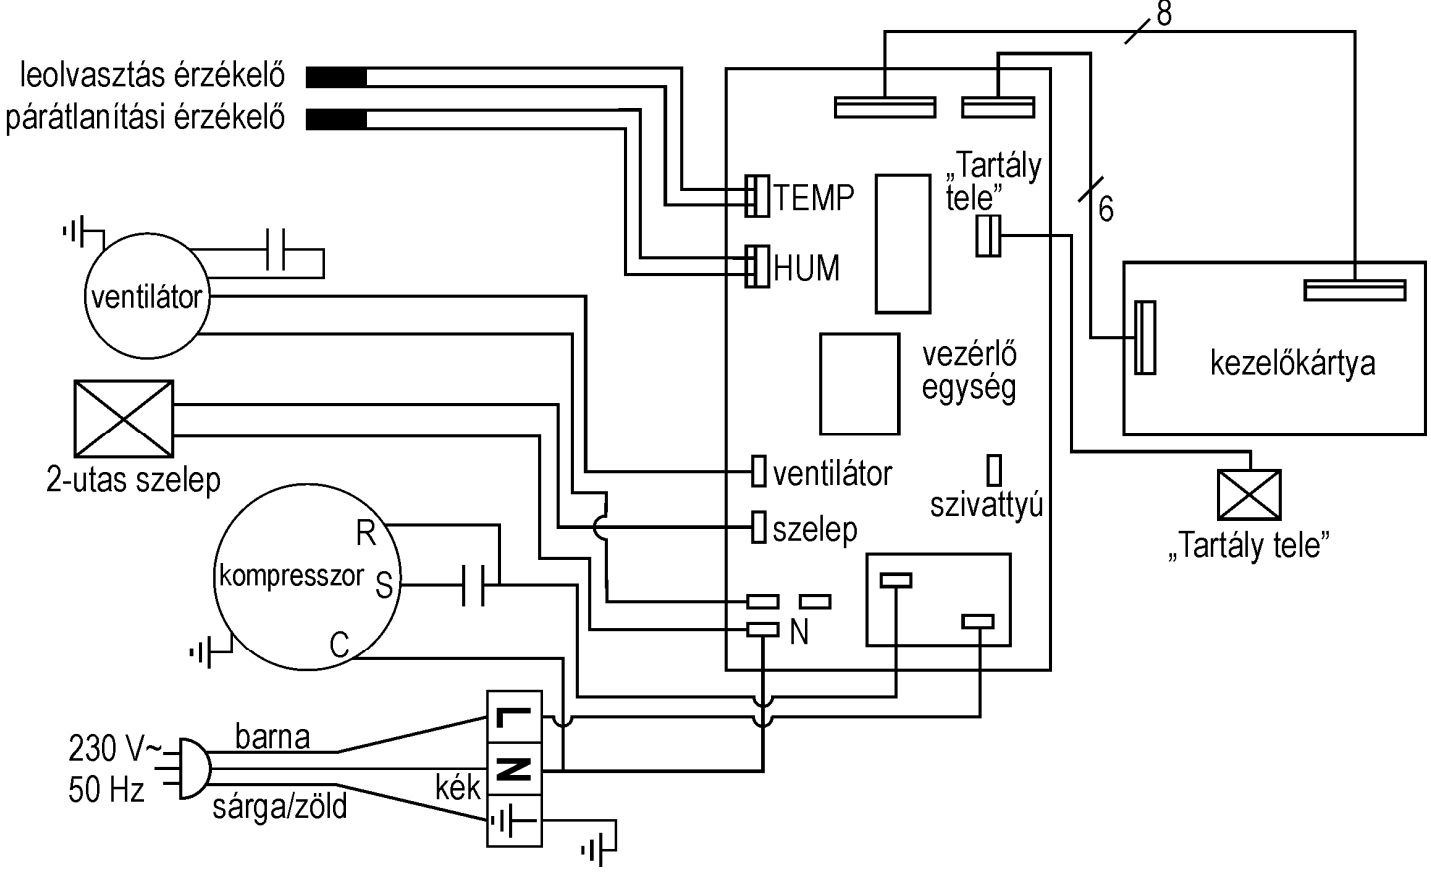 8
leolvasztás érzékelő
párátlanítási érzékelő
„Tartály
tele”
TEMP
6
HUM
ventilátor
vezérlő
egység
kezelőkártya
2-utas szelep
ventilátor
szivattyú
szelep
„Tartály tele”
R
kompresszor
S
C
N
L
barna
230 V~
50 Hz
N
kék
sárga/zöld